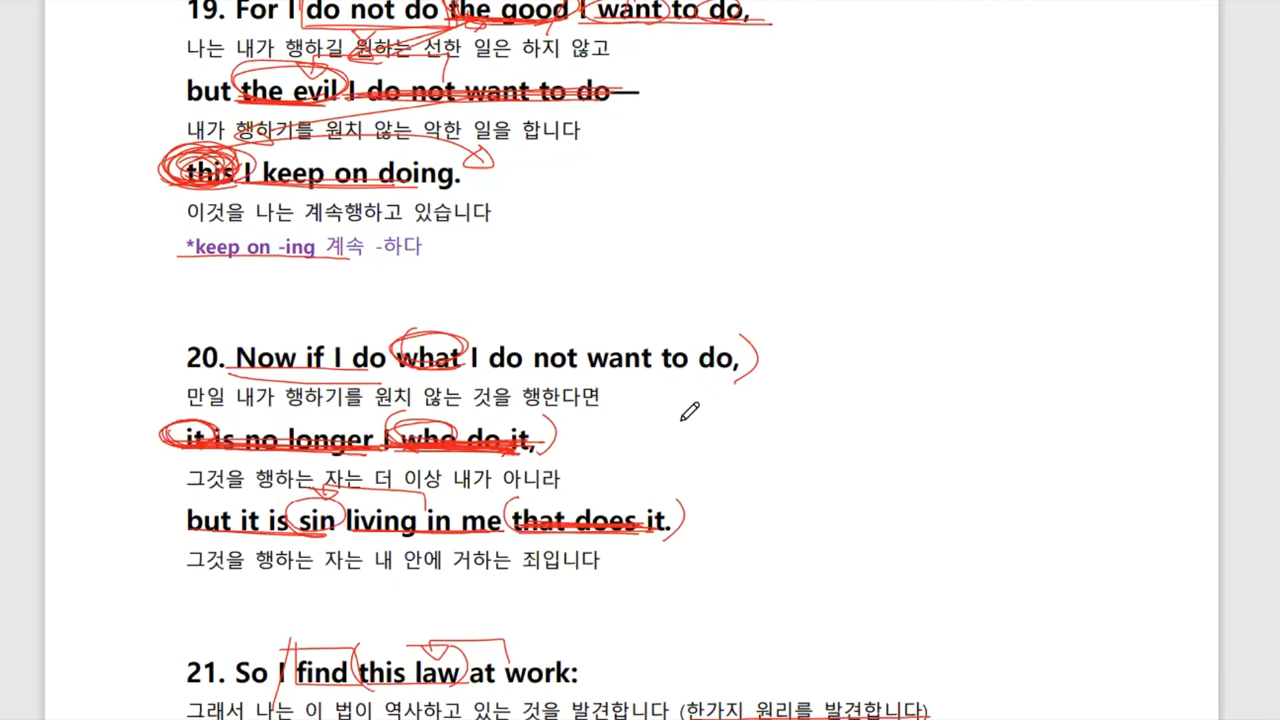 19. For I do not do the good I want to do,
나는 내가 행하길 원하는 선한 일은 하지 않고
but the evil I do not want to do—
내가 행하기를 원치 않는 악한 일을 합니다
this I keep on doing.
이것을 나는 계속행하고 있습니다
*keep on -ing 계속 -하다
20. Now if I do what I do not want to do,
만일 내가 행하기를 원치 않는 것을 행한다면
it is no longer I who do it,
그것을 행하는 자는 더 이상 내가 아니라
but it is sin living in me that does it.
그것을 행하는 자는 내 안에 거하는 죄입니다
21. So I find this law at work:
그래서 나는 이 법이 역사하고 있는 것을 발견합니다 (한가지 원리를 발견합니다)